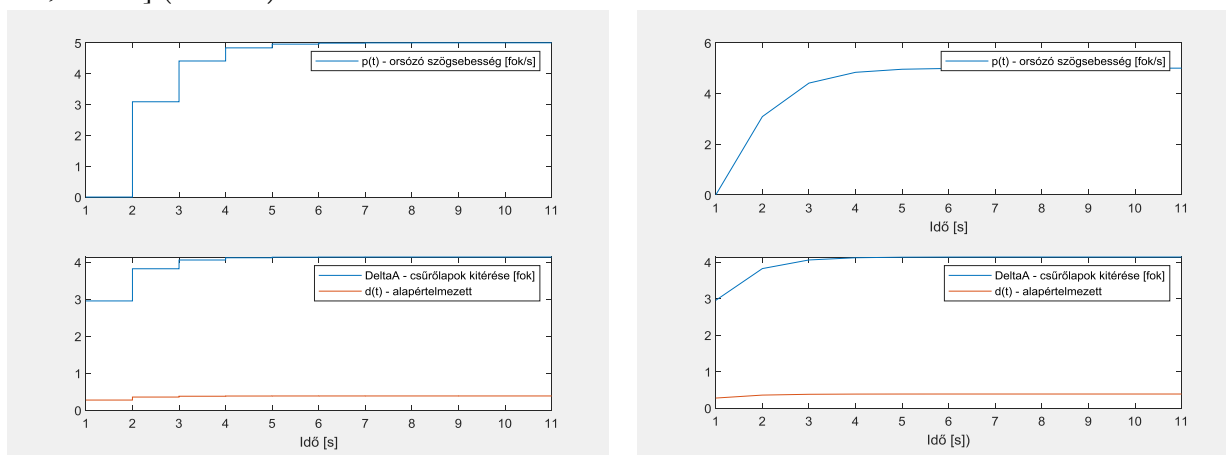 5
4
3
2
1
0
p(t) - orsózó szögsebesség [fok/s]
1 2 3 4 5 6 7 8 9 10 11
4
3
2
1
0
DeltaA - csűrőlapok kitérése [fok]
d(t) - alapértelmezett
1 2 3 4 5 6 7 8 9 10 11
Idő [s]
6
4
2
0
p(t) - orsózó szögsebesség [fok/s]
1 2 3 4 5 6 7 8 9 10 11
Idő [s]
4
3
2
1
0
DeltaA - csűrőlapok kitérése [fok]
d(t) - alapértelmezett
1 2 3 4 5 6 7 8 9 10 11
Idő [s])